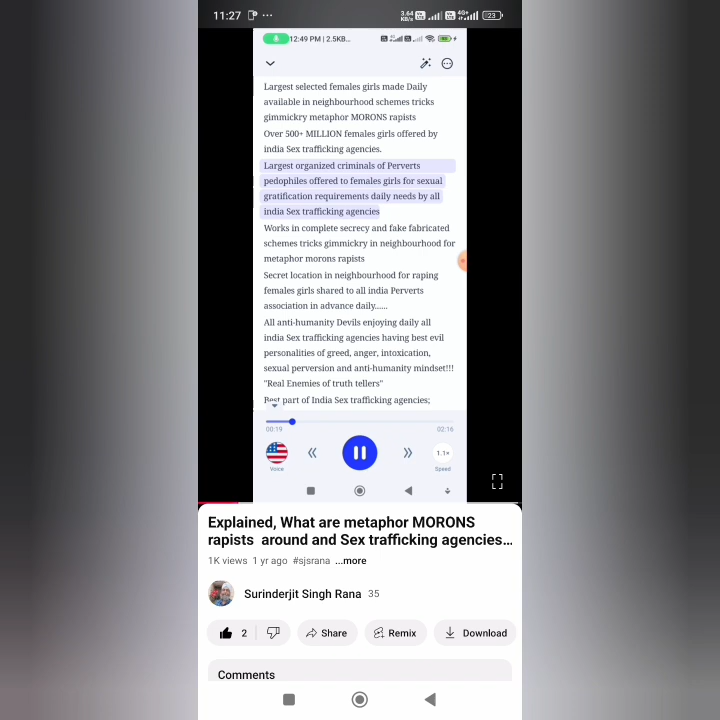 11:27
3.64
KB/s
4G+
23
12:49 PM | 2.5KB...
Largest selected females girls made Daily
available in neighbourhood schemes tricks
gimmickry metaphor MORONS rapists
Over 500+ MILLION females girls offered by
india Sex trafficking agencies.
Largest organized criminals of Perverts
pedophiles offered to females girls for sexual
gratification requirements daily needs by all
india Sex trafficking agencies
Works in complete secrecy and fake fabricated
schemes tricks gimmickry in neighbourhood for
metaphor morons rapists
Secret location in neighbourhood for raping
females girls shared to all india Perverts
association in advance daily......
All anti-humanity Devils enjoying daily all
india Sex trafficking agencies having best evil
personalities of greed, anger, intoxication,
sexual perversion and anti-humanity mindset!!!
"Real Enemies of truth tellers"
Best part of India Sex trafficking agencies;
00:19 02:16
1.1×
Voice Speed
Explained, What are metaphor MORONS
rapists around and Sex trafficking agencies...
1K views 1 yr ago #sjsrana ...more
Surinderjit Singh Rana 35
2 Share Remix Download
Comments